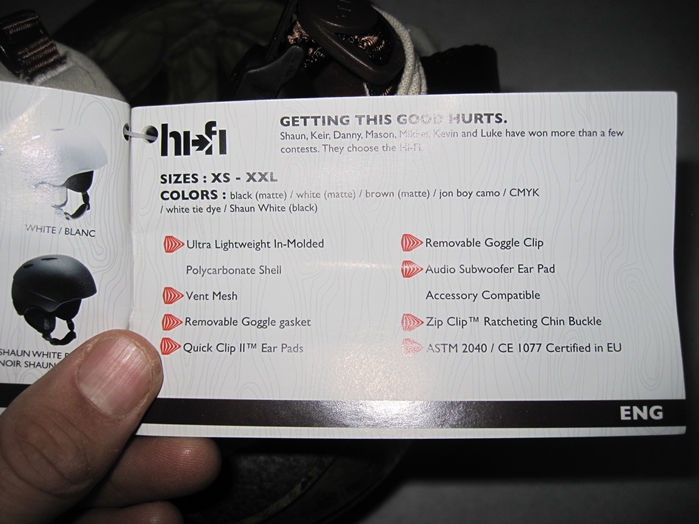 WHITE / BLANC
SHAUN WHITE
NOIR SHAUN
hi-fi
GETTING THIS GOOD HURTS.
Shaun, Keir, Danny, Mason, Kevin and Luke have won more than a few
contests. They choose the Hi-Fi.
SIZES : XS - XXL
COLORS : black (matte) / white (matte) / brown (matte) / jon boy camo / CMYK
/ white tie dye / Shaun White (black)
Ultra Lightweight In-Molded
Polycarbonate Shell
Vent Mesh
Removable Goggle gasket
Quick Clip II™ Ear Pads
Removable Goggle Clip
Audio Subwoofer Ear Pad
Accessory Compatible
Zip Clip™ Ratcheting Chin Buckle
ASTM 2040 / CE 1077 Certified in EU
ENG